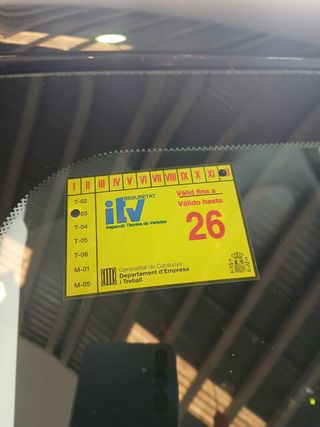 I II III IV V VI VII VIII IX X XI
T-02
03
T-04
T-05
T-06
M-01
M-05
SEGURETAT
itv
Inspecció Tècnica de Vehicles
Vàlid fins a
Válido hasta
26
Generalitat de Catalunya
Departament d'Empresa
i Treball